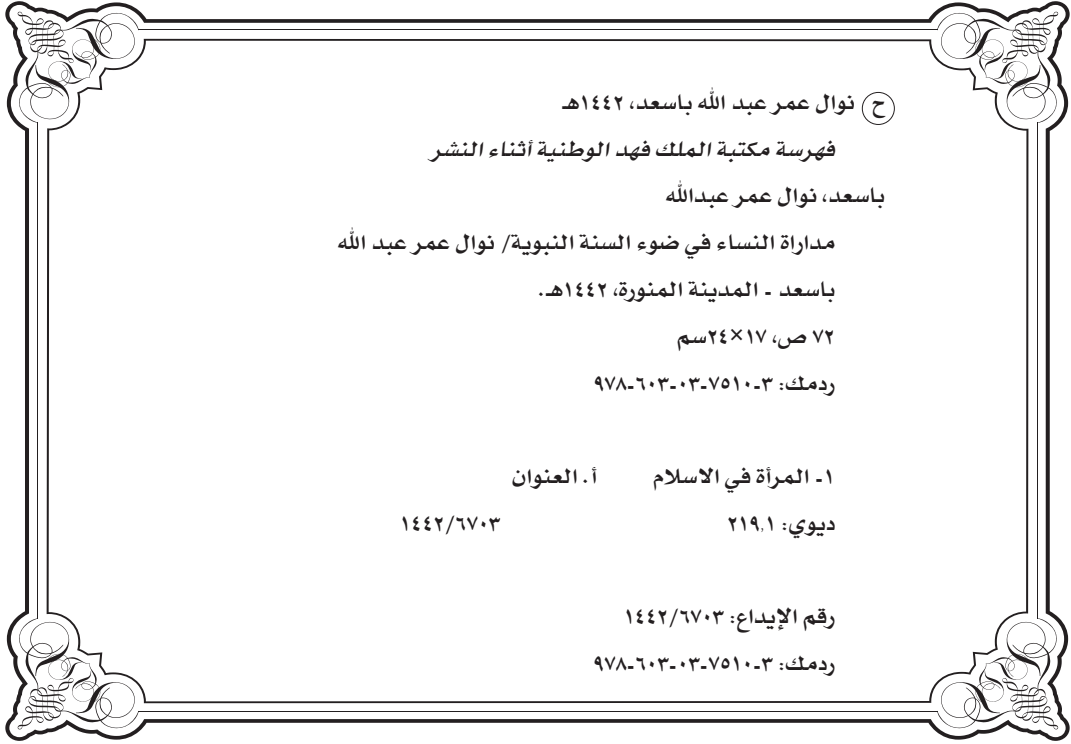 ح نوال عمر عبد الله باسعد، ١٤٤٢هـ
فهرسة مكتبة الملك فهد الوطنية أثناء النشر
باسعد، نوال عمر عبدالله
مداراة النساء في ضوء السنة النبوية/ نوال عمر عبد الله
باسعد - المدينة المنورة، ١٤٤٢هـ.
٧٢ ص، ١٧×٢٤سم
ردمك: ٣-٧٥١٠-٠٣-٦٠٣-٩٧٨
١- المرأة في الاسلام أ. العنوان
ديوي: ٢١٩,١ ١٤٤٢/٦٧٠٣
رقم الإيداع: ١٤٤٢/٦٧٠٣
ردمك: ٣-٧٥١٠-٠٣-٦٠٣-٩٧٨